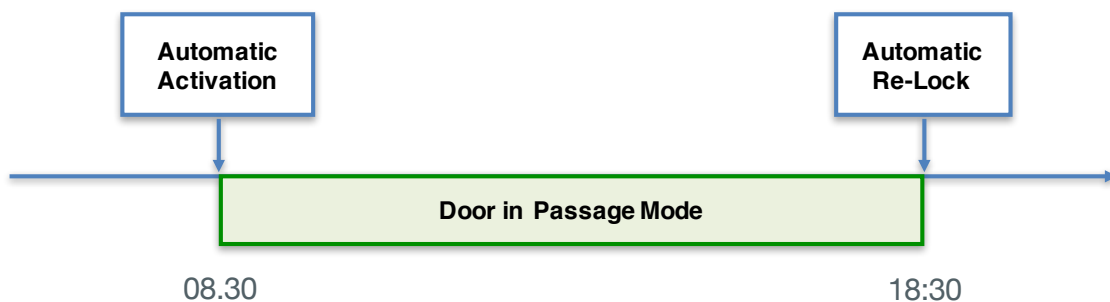 Automatic
Activation
Automatic
Re-Lock
Door in Passage Mode
08.30
18:30